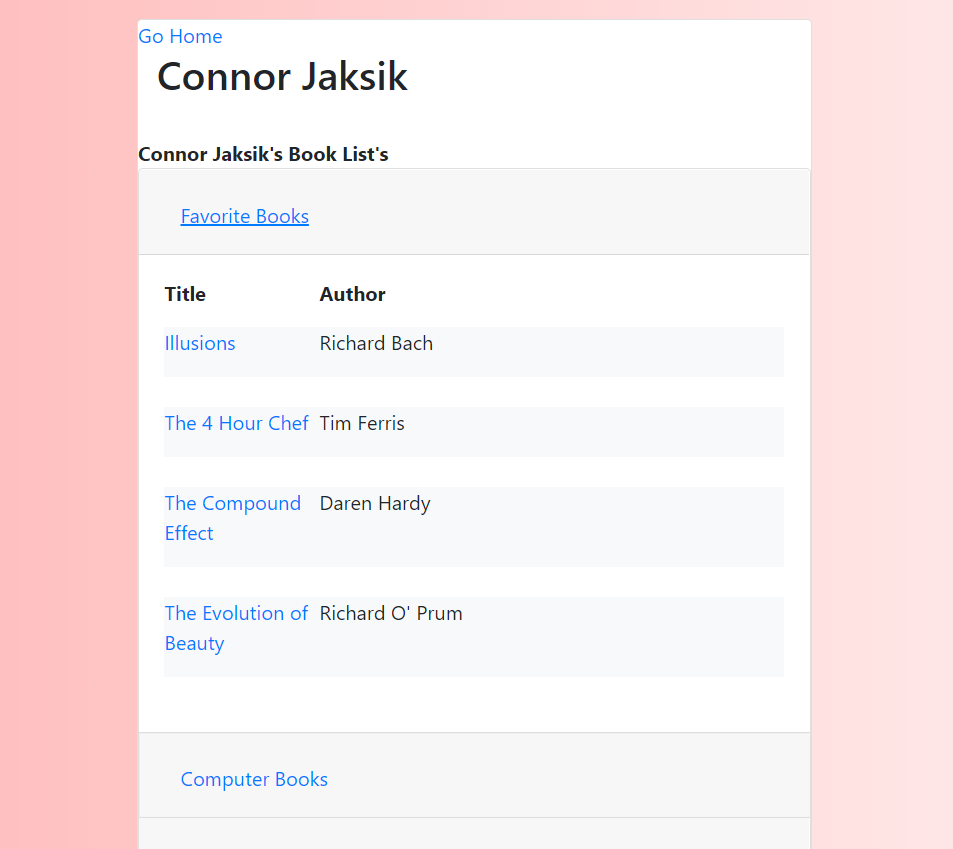 Go Home
Connor Jaksik
Connor Jaksik's Book List's
Favorite Books
Title Author
Illusions Richard Bach
The 4 Hour Chef Tim Ferris
The Compound Daren Hardy
Effect
The Evolution of Richard O' Prum
Beauty
Computer Books